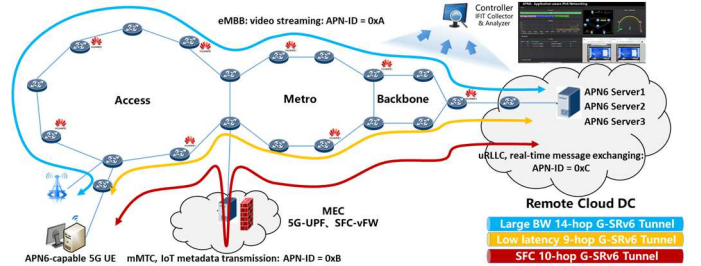 eMBB: video streaming: APN-ID = 0xA
Controller
IFIT Collector
& Analyzer
APN6 - Application-aware IPv6 Networking
Access
Metro
Backbone
APN6 Server1
APN6 Server2
APN6 Server3
uRLLC, real-time message exchanging:
APN-ID = 0xC
MEC
5G-UPF、SFC-vFW
Remote Cloud DC
Large BW 14-hop G-SRv6 Tunnel
Low latency 9-hop G-SRv6 Tunnel
SFC 10-hop G-SRv6 Tunnel
APN6-capable 5G UE
mMTC, IoT metadata transmission: APN-ID = 0xB